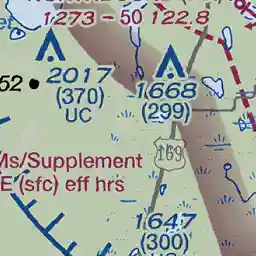 1273 – 50 122.8
52
2017
(370)
UC
1668
(299)
169
Ms/Supplement
E (sfc) eff hrs
1647
(300)